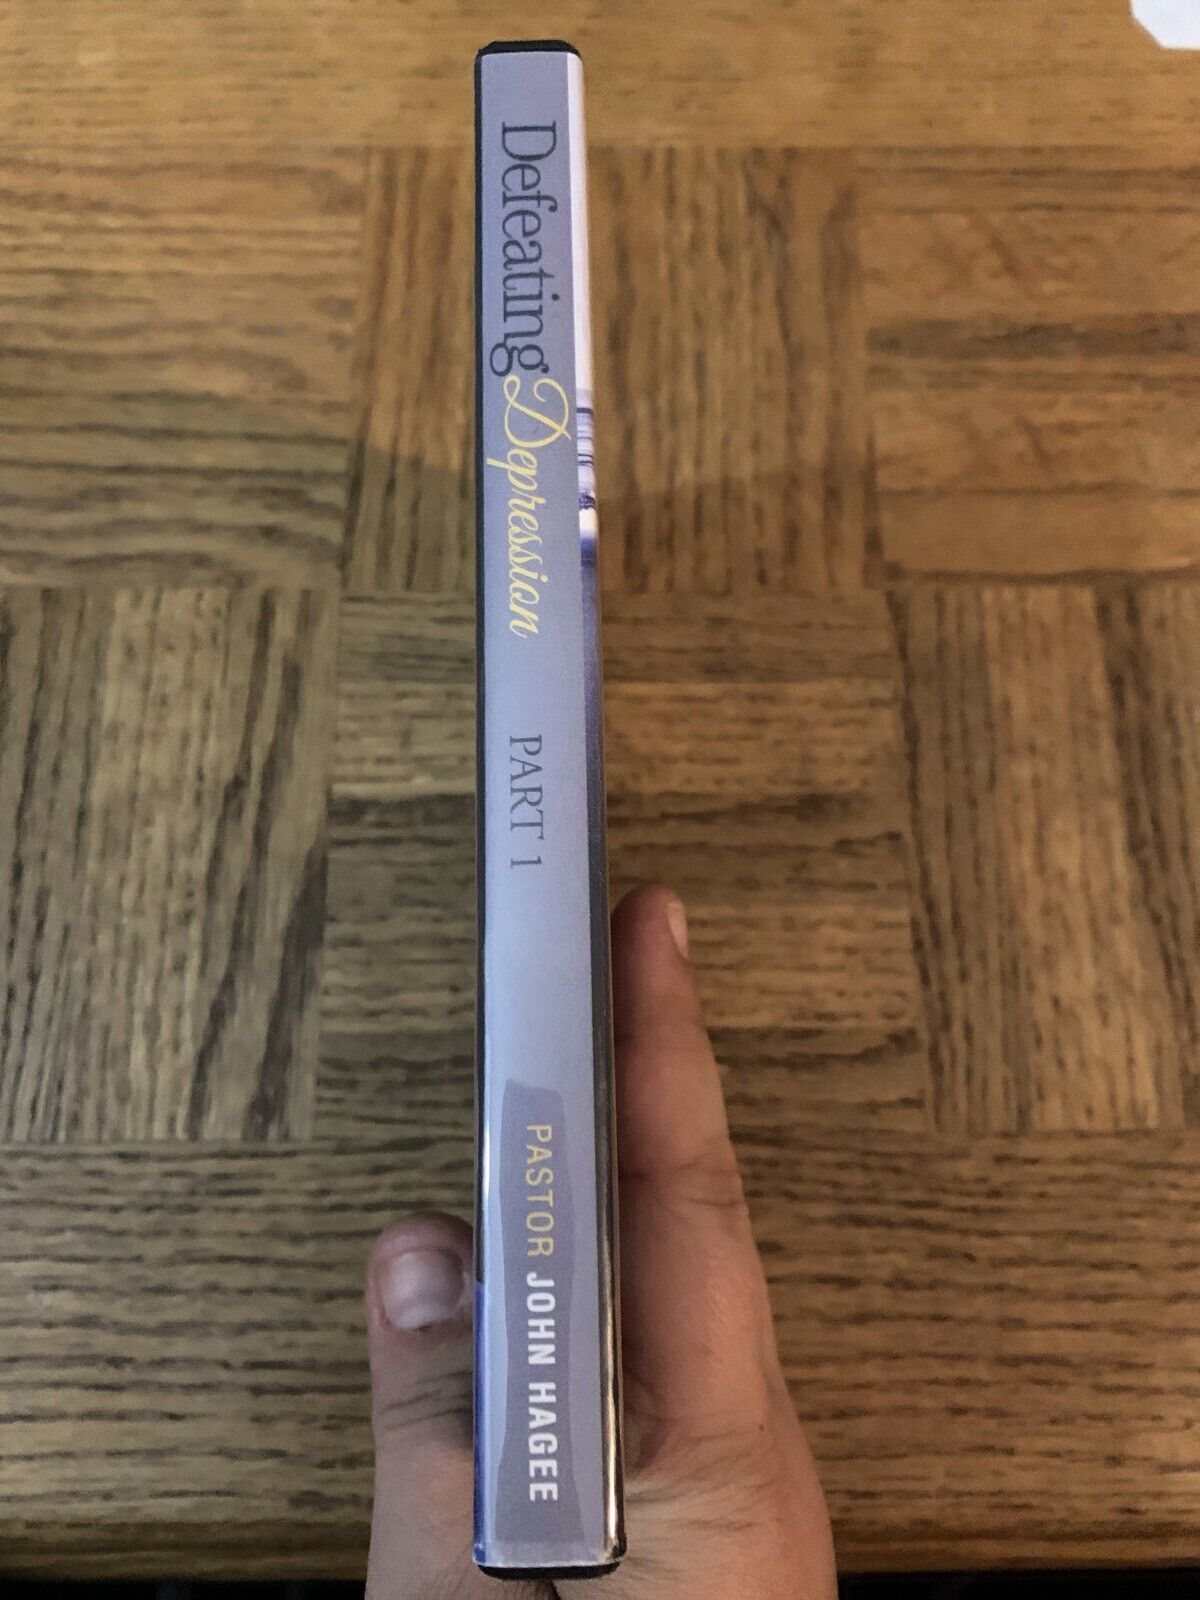 Defeating Depression PART 1
PASTOR JOHN HAGEE